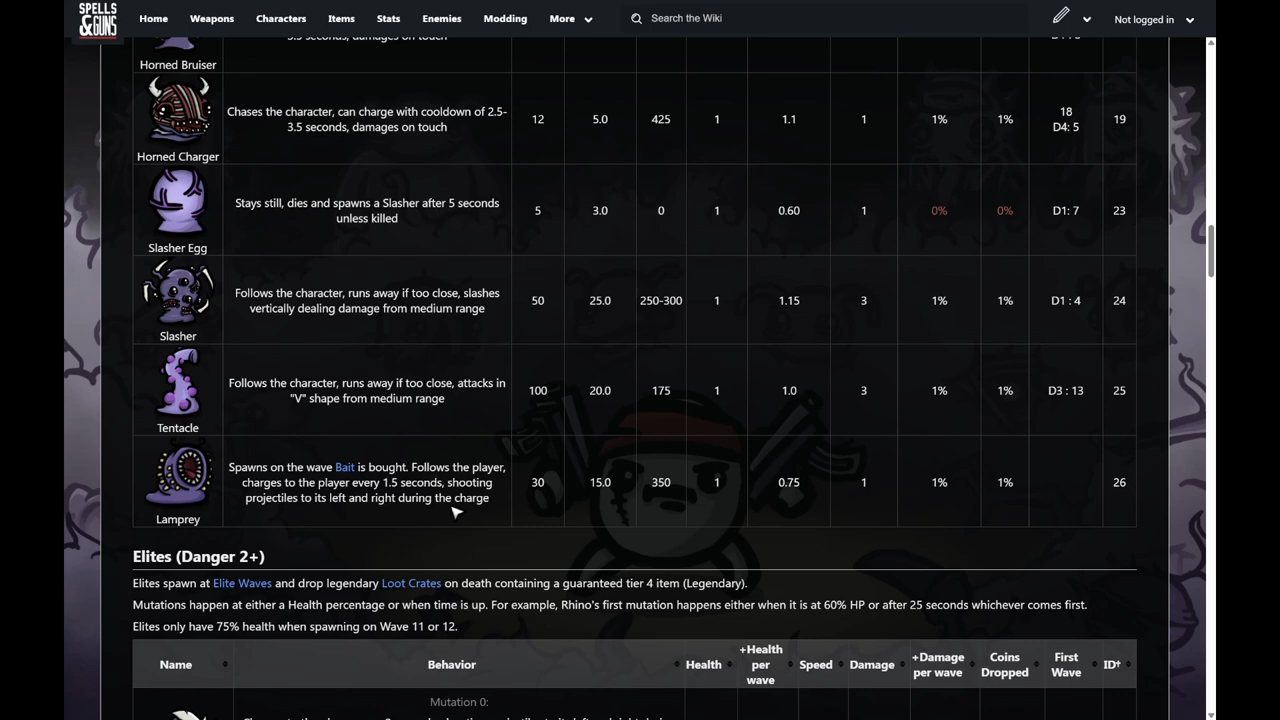 SPELLS
&GUNS
Home Weapons Characters Items Stats Enemies Modding More Search the Wiki Not logged in
3.5 seconds, damages on touch
Horned Bruiser
Chases the character, can charge with cooldown of 2.5-
3.5 seconds, damages on touch
12 5.0 425 1 1.1 1 1% 1% 18 19
D4: 5
Horned Charger
Stays still, dies and spawns a Slasher after 5 seconds
unless killed
5 3.0 0 1 0.60 1 0% 0% D1: 7 23
Slasher Egg
Follows the character, runs away if too close, slashes
vertically dealing damage from medium range
50 25.0 250-300 1 1.15 3 1% 1% D1 : 4 24
Slasher
Follows the character, runs away if too close, attacks in
"V" shape from medium range
100 20.0 175 1 1.0 3 1% 1% D3 : 13 25
Tentacle
Spawns on the wave Bait is bought. Follows the player,
charges to the player every 1.5 seconds, shooting
projectiles to its left and right during the charge
30 15.0 350 1 0.75 1 1% 1% 26
Lamprey
Elites (Danger 2+)
Elites spawn at Elite Waves and drop legendary Loot Crates on death containing a guaranteed tier 4 item (Legendary).
Mutations happen at either a Health percentage or when time is up. For example, Rhino's first mutation happens either when it is at 60% HP or after 25 seconds whichever comes first.
Elites only have 75% health when spawning on Wave 11 or 12.
Name Behavior Health +Health per wave Speed Damage +Damage per wave Coins Dropped First Wave ID†
Mutation 0: